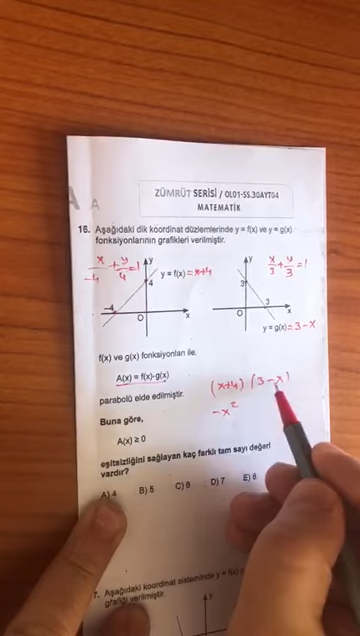 A A
ZÜMRÜT SERİSİ / OL01-SS.30AYT04
MATEMATİK
16. Aşağıdaki dik koordinat düzlemlerinde y = f(x) ve y = g(x)
fonksiyonlarının grafikleri verilmiştir.
x/-4 + y/4 = 1
y
4
y = f(x) = x+4
-4
O
x
x/3 + y/3 = 1
y
3
3
O
x
y = g(x) = 3-x
f(x) ve g(x) fonksiyonları ile,
A(x) = f(x)·g(x)
(x+4) (3-x)
parabolü elde edilmiştir.
-x²
Buna göre,
A(x) ≥ 0
eşitsizliğini sağlayan kaç farklı tam sayı değeri
vardır?
A) 4 B) 5 C) 6 D) 7 E) 8
7. Aşağıdaki koordinat sisteminde y = f(x)
grafiği verilmiştir.
y